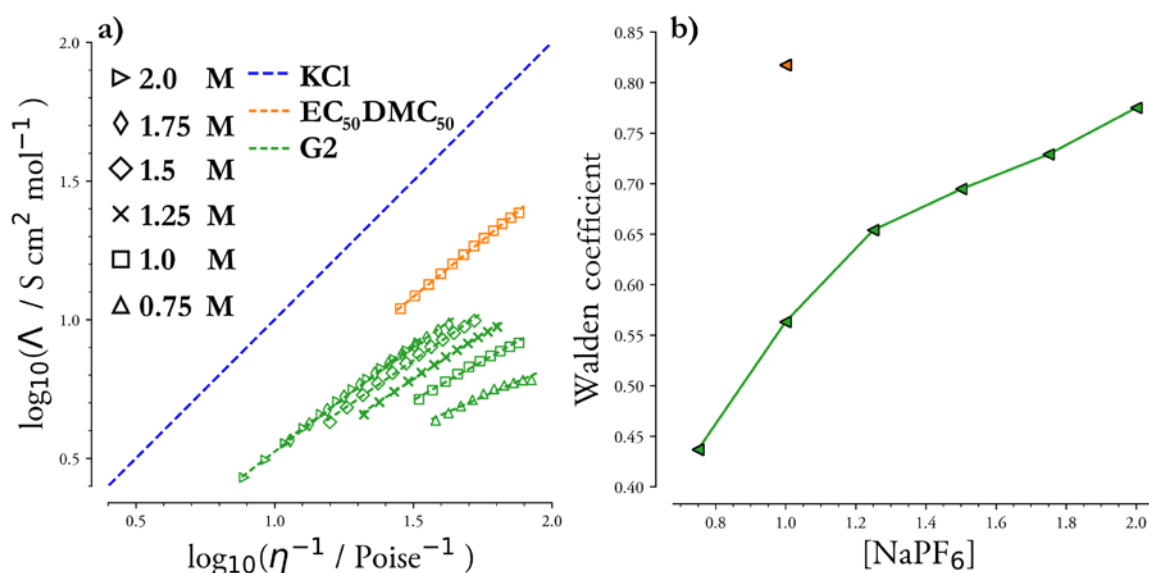 a)
2.0 M
1.75 M
1.5 M
1.25 M
1.0 M
0.75 M
KCl
EC₅₀DMC₅₀
G2
log₁₀(Λ / S cm² mol⁻¹)
2.0
1.5
1.0
0.5
0.5
1.0
1.5
2.0
log₁₀(η⁻¹ / Poise⁻¹)
b)
Walden coefficient
0.85
0.80
0.75
0.70
0.65
0.60
0.55
0.50
0.45
0.40
0.8
1.0
1.2
1.4
1.6
1.8
2.0
[NaPF₆]